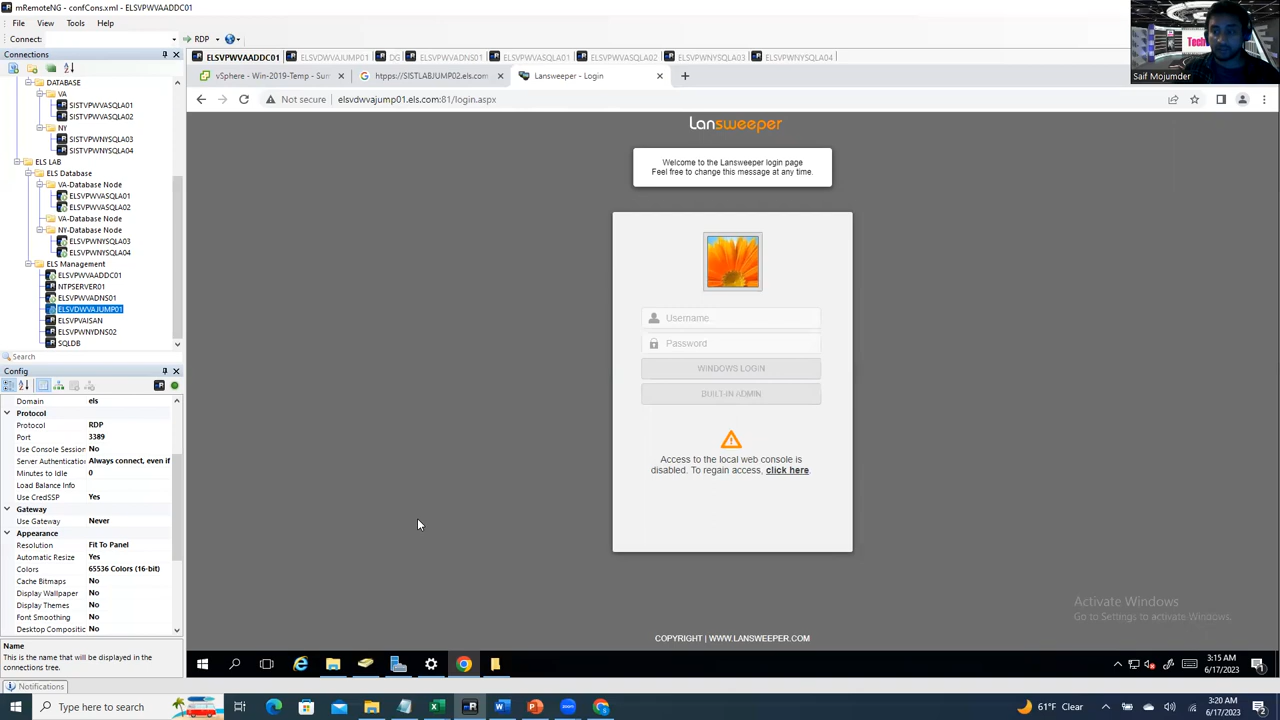 mRemoteNG - confCons.xml - ELSVPWVAADDC01
File View Tools Help
Connect: RDP
Connections
DATABASE
VA
SISTVPWVASQLA01
SISTVPWVASQLA02
NY
SISTVPWNYSQLA03
SISTVPWNYSQLA04
ELS LAB
ELS Database
VA-Database Node
ELSVPWVASQLA01
ELSVPWVASQLA02
VA-Database Node
NY-Database Node
ELSVPWNYSQLA03
ELSVPWNYSQLA04
ELS Management
ELSVPWVAADDC01
NTPSERVER01
ELSVPWVADNS01
ELSVDWVAJUMP01
ELSVPVAISAN
ELSVPWNYDNS02
SQLDB
Search
Config
Domain els
Protocol
Protocol RDP
Port 3389
Use Console Session No
Server Authentication Always connect, even if
Minutes to Idle 0
Load Balance Info
Use CredSSP Yes
Gateway
Use Gateway Never
Appearance
Resolution Fit To Panel
Automatic Resize Yes
Colors 65536 Colors (16-bit)
Cache Bitmaps No
Display Wallpaper No
Display Themes No
Font Smoothing No
Desktop Compositic No
Name
This is the name that will be displayed in the
connections tree.
Notifications
ELSVPWVAADDC01 ELSVDWVAJUMP01 DG ELSVPWVADNS01 ELSVPWVASQLA01 ELSVPWVASQLA02 ELSVPWNYSQLA03 ELSVPWNYSQLA04
vSphere - Win-2019-Temp - Sum https://SISTLABJUMP02.els.com: Lansweeper - Login
Not secure elsvdwvajump01.els.com:81/login.aspx
Tech
Saif Mojumder
Lansweeper
Welcome to the Lansweeper login page
Feel free to change this message at any time.
Username
Password
WINDOWS LOGIN
BUILT-IN ADMIN
Access to the local web console is
disabled. To regain access, click here.
Activate Windows
Go to Settings to activate Windows.
COPYRIGHT | WWW.LANSWEEPER.COM
3:15 AM
6/17/2023
Type here to search
61°F Clear
3:20 AM
6/17/2023